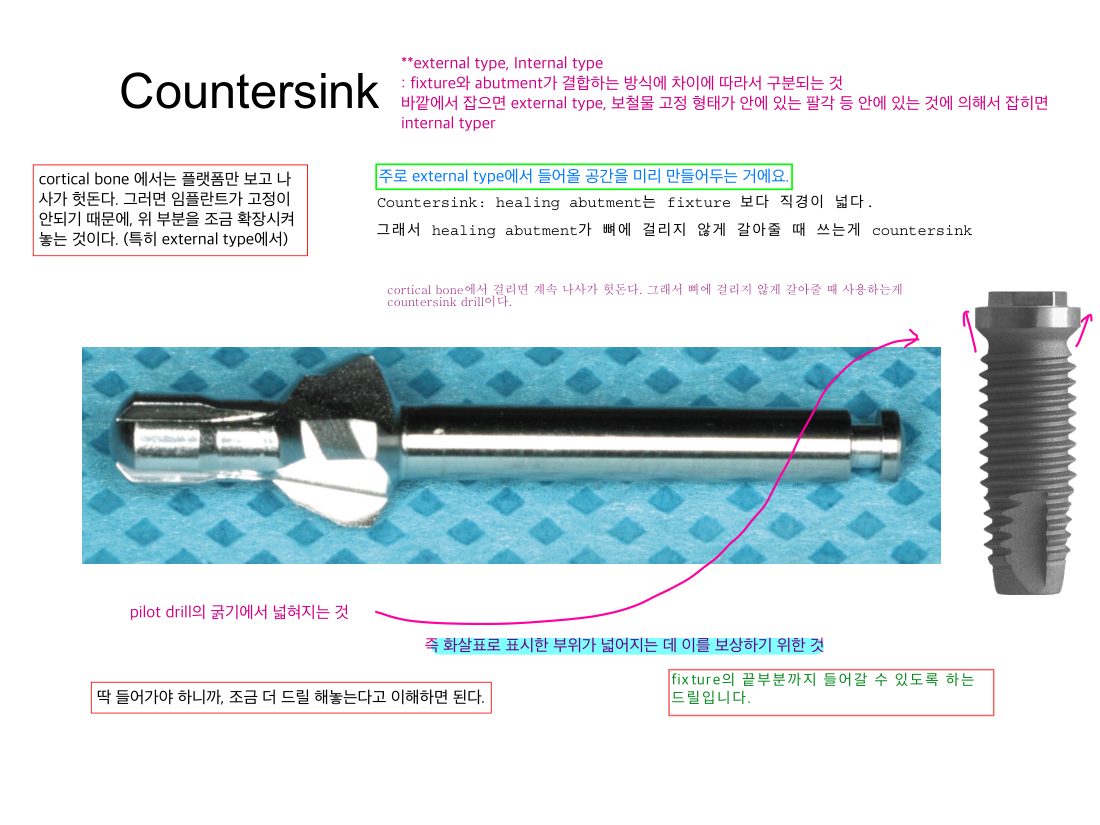 Countersink
**external type, Internal type
: fixture와 abutment가 결합하는 방식에 차이에 따라서 구분되는 것
바깥에서 잡으면 external type, 보철물 고정 형태가 안에 있는 팔각 등 안에 있는 것에 의해서 잡히면
internal typer
cortical bone 에서는 플랫폼만 보고 나
사가 헛돈다. 그러면 임플란트가 고정이
안되기 때문에, 위 부분을 조금 확장시켜
놓는 것이다. (특히 external type에서)
주로 external type에서 들어올 공간을 미리 만들어두는 거에요.
Countersink: healing abutment는 fixture 보다 직경이 넓다.
그래서 healing abutment가 뼈에 걸리지 않게 갈아줄 때 쓰는게 countersink
cortical bone에서 걸리면 계속 나사가 헛돈다. 그래서 뼈에 걸리지 않게 갈아줄 때 사용하는게
countersink drill이다.
pilot drill의 굵기에서 넓혀지는 것
즉 화살표로 표시한 부위가 넓어지는 데 이를 보상하기 위한 것
딱 들어가야 하니까, 조금 더 드릴 해놓는다고 이해하면 된다.
fixture의 끝부분까지 들어갈 수 있도록 하는
드릴입니다.